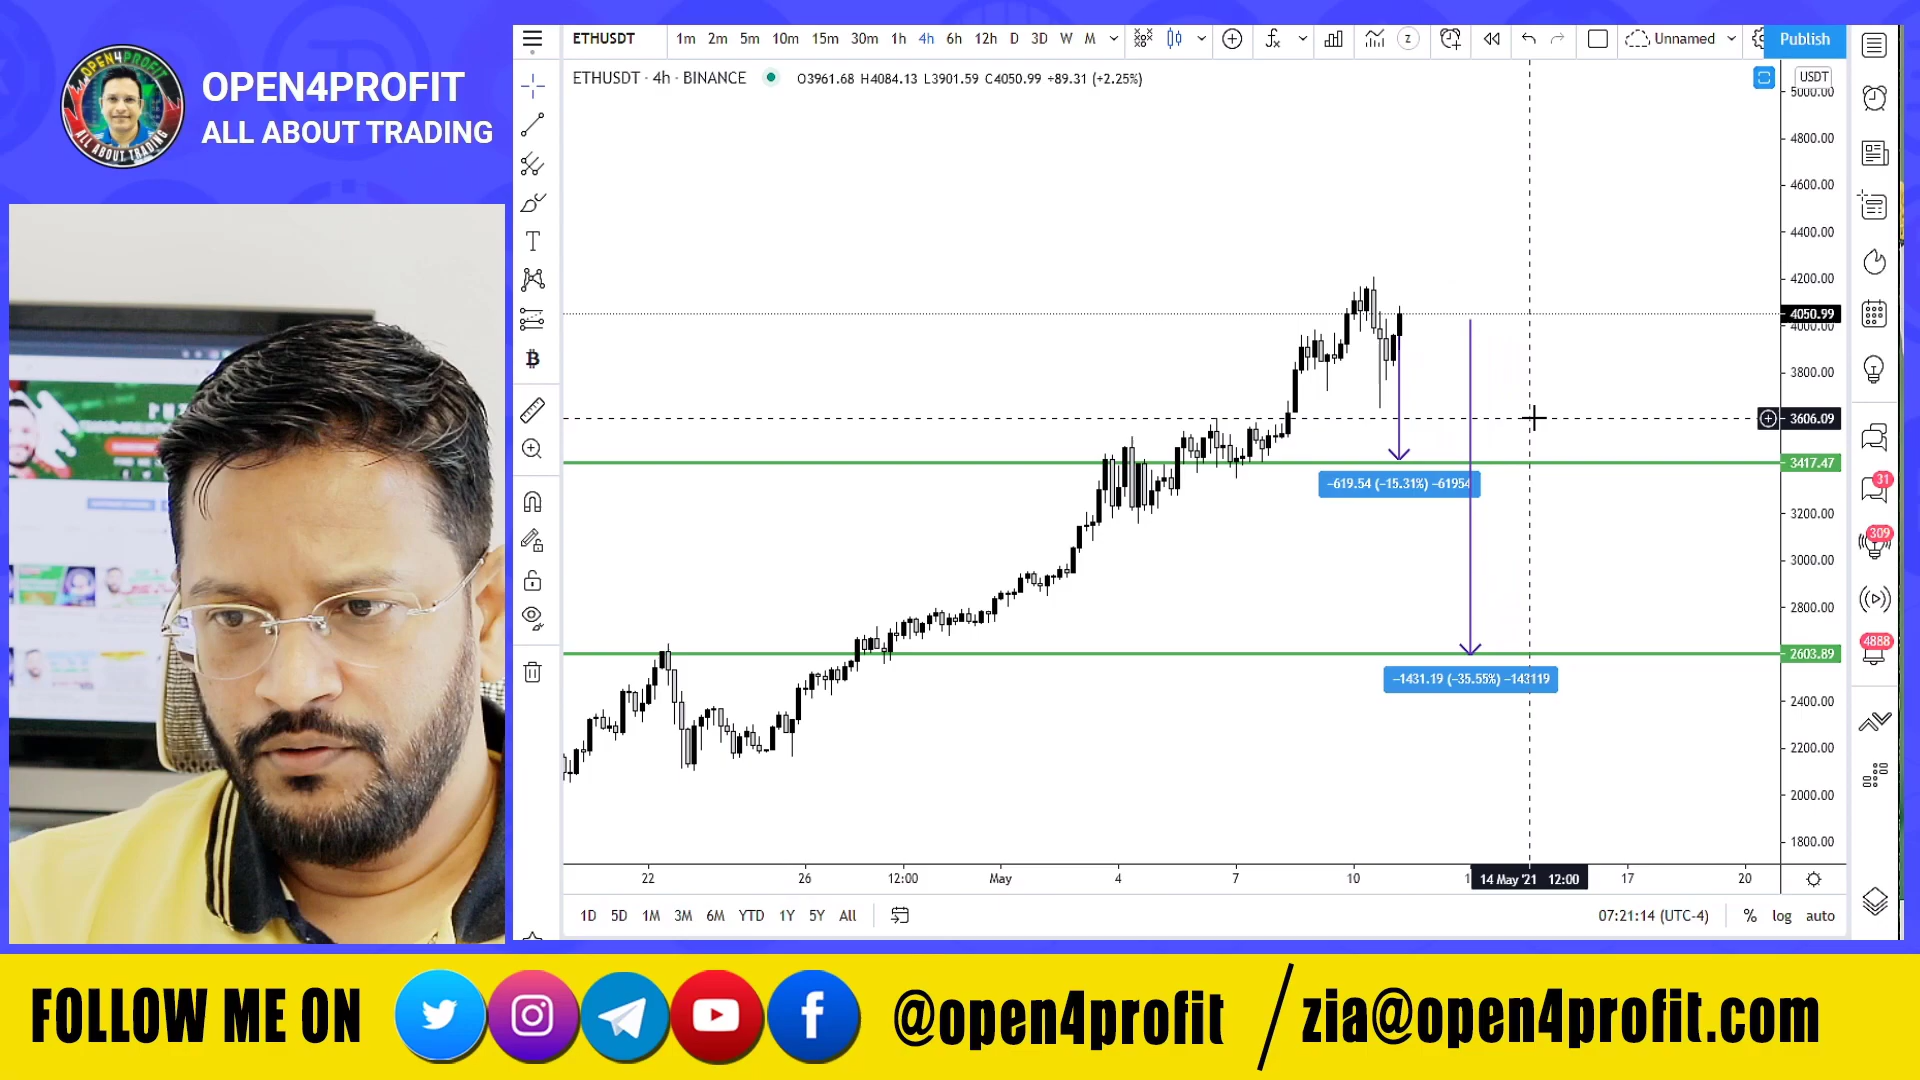 OPEN4PROFIT
ALL ABOUT TRADING
OPEN4PROFIT
ALL ABOUT TRADING
ETHUSDT 1m 2m 5m 10m 15m 30m 1h 4h 6h 12h D 3D W M Unnamed Publish
ETHUSDT · 4h · BINANCE O3961.68 H4084.13 L3901.59 C4050.99 +89.31 (+2.25%)
USDT
5000.00
4800.00
4600.00
4400.00
4200.00
4050.99
4000.00
3800.00
3606.09
3417.47
−619.54 (−15.31%) −61954
3200.00
3000.00
2800.00
2603.89
−1431.19 (−35.55%) −143119
2400.00
2200.00
2000.00
1800.00
31
309
4888
22 26 12:00 May 4 7 10 14 May '21 12:00 17 20
1D 5D 1M 3M 6M YTD 1Y 5Y All 07:21:14 (UTC-4) % log auto
FOLLOW ME ON @open4profit / zia@open4profit.com